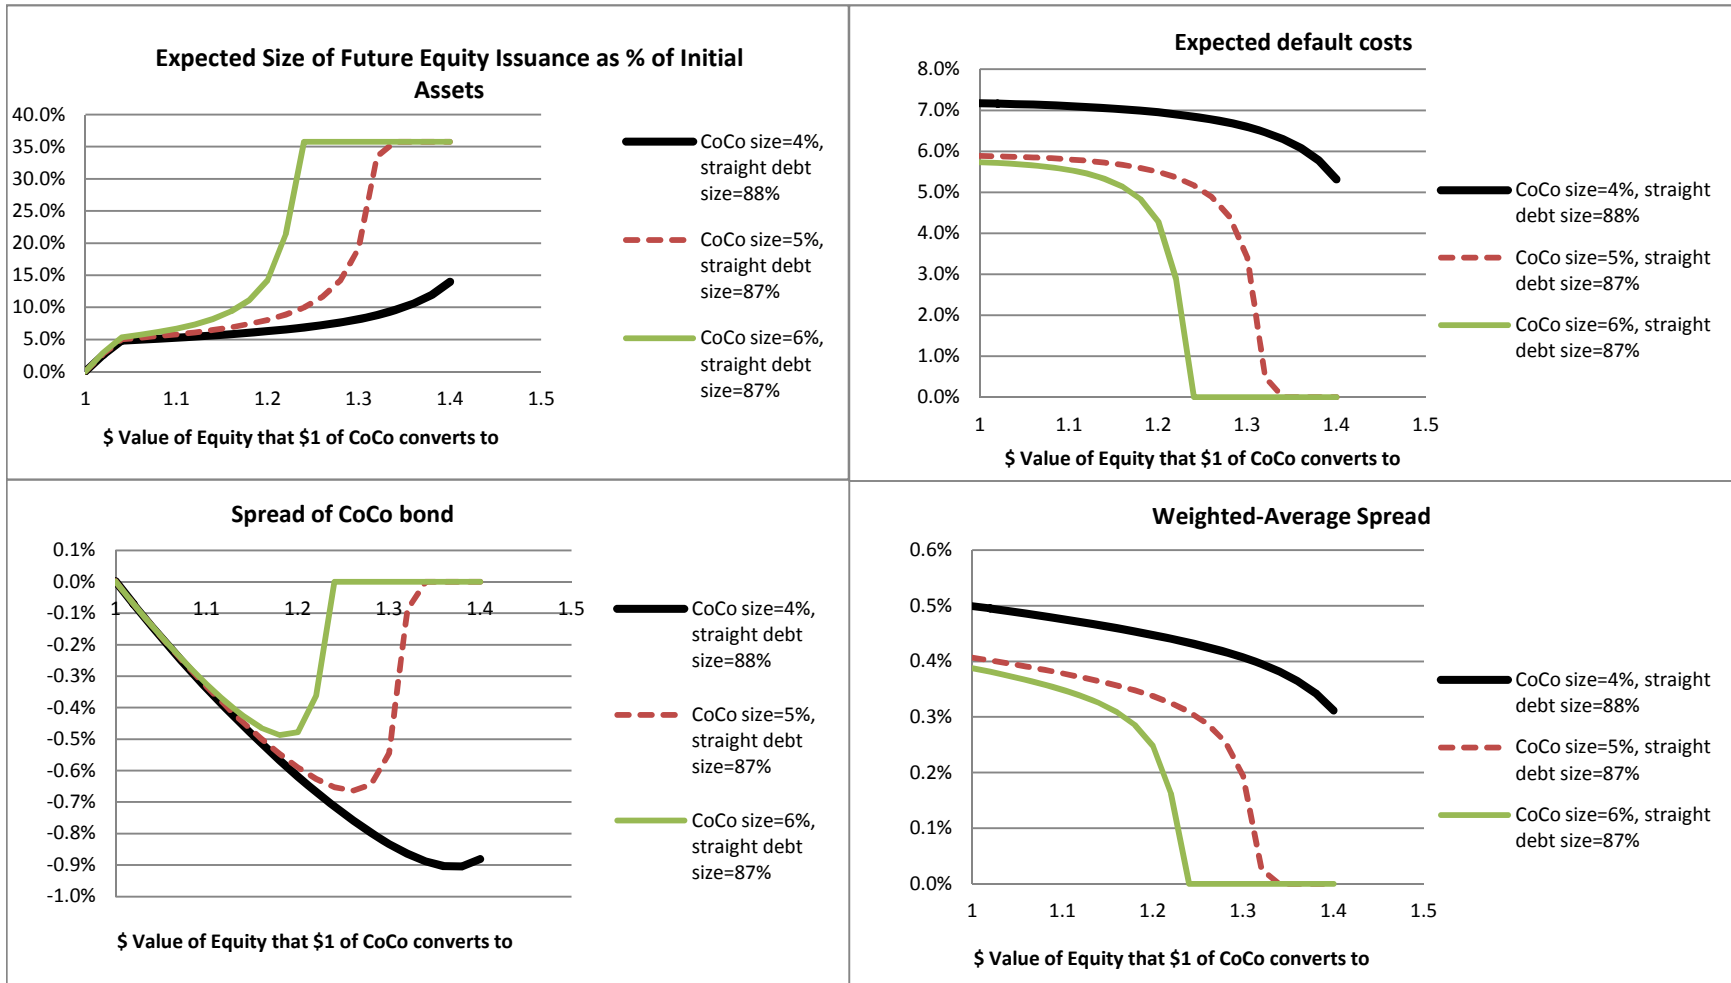 Expected Size of Future Equity Issuance as % of Initial
Assets
40.0%
35.0%
30.0%
25.0%
20.0%
15.0%
10.0%
5.0%
0.0%
1 1.1 1.2 1.3 1.4 1.5
$ Value of Equity that $1 of CoCo converts to
CoCo size=4%,
straight debt
size=88%
CoCo size=5%,
straight debt
size=87%
CoCo size=6%,
straight debt
size=87%
Expected default costs
8.0%
7.0%
6.0%
5.0%
4.0%
3.0%
2.0%
1.0%
0.0%
1 1.1 1.2 1.3 1.4 1.5
$ Value of Equity that $1 of CoCo converts to
CoCo size=4%, straight
debt size=88%
CoCo size=5%, straight
debt size=87%
CoCo size=6%, straight
debt size=87%
Spread of CoCo bond
0.1%
0.0%
-0.1%
-0.2%
-0.3%
-0.4%
-0.5%
-0.6%
-0.7%
-0.8%
-0.9%
-1.0%
1 1.1 1.2 1.3 1.4 1.5
$ Value of Equity that $1 of CoCo converts to
CoCo size=4%,
straight debt
size=88%
CoCo size=5%,
straight debt
size=87%
CoCo size=6%,
straight debt
size=87%
Weighted-Average Spread
0.6%
0.5%
0.4%
0.3%
0.2%
0.1%
0.0%
1 1.1 1.2 1.3 1.4 1.5
$ Value of Equity that $1 of CoCo converts to
CoCo size=4%, straight
debt size=88%
CoCo size=5%, straight
debt size=87%
CoCo size=6%, straight
debt size=87%